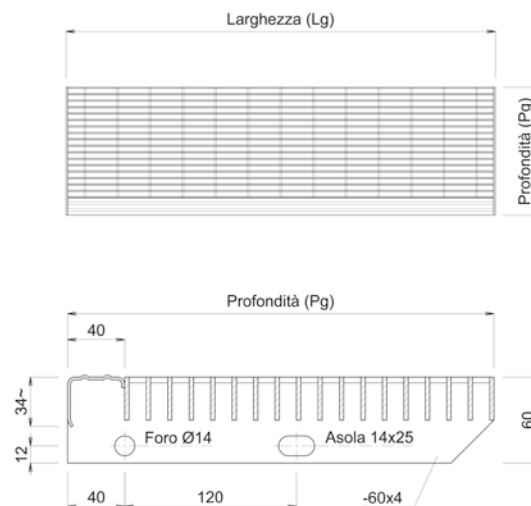 Larghezza (Lg)
Profondità (Pg)
Profondità (Pg)
40
34~
12
Foro Ø14
Asola 14x25
60
40
120
-60x4